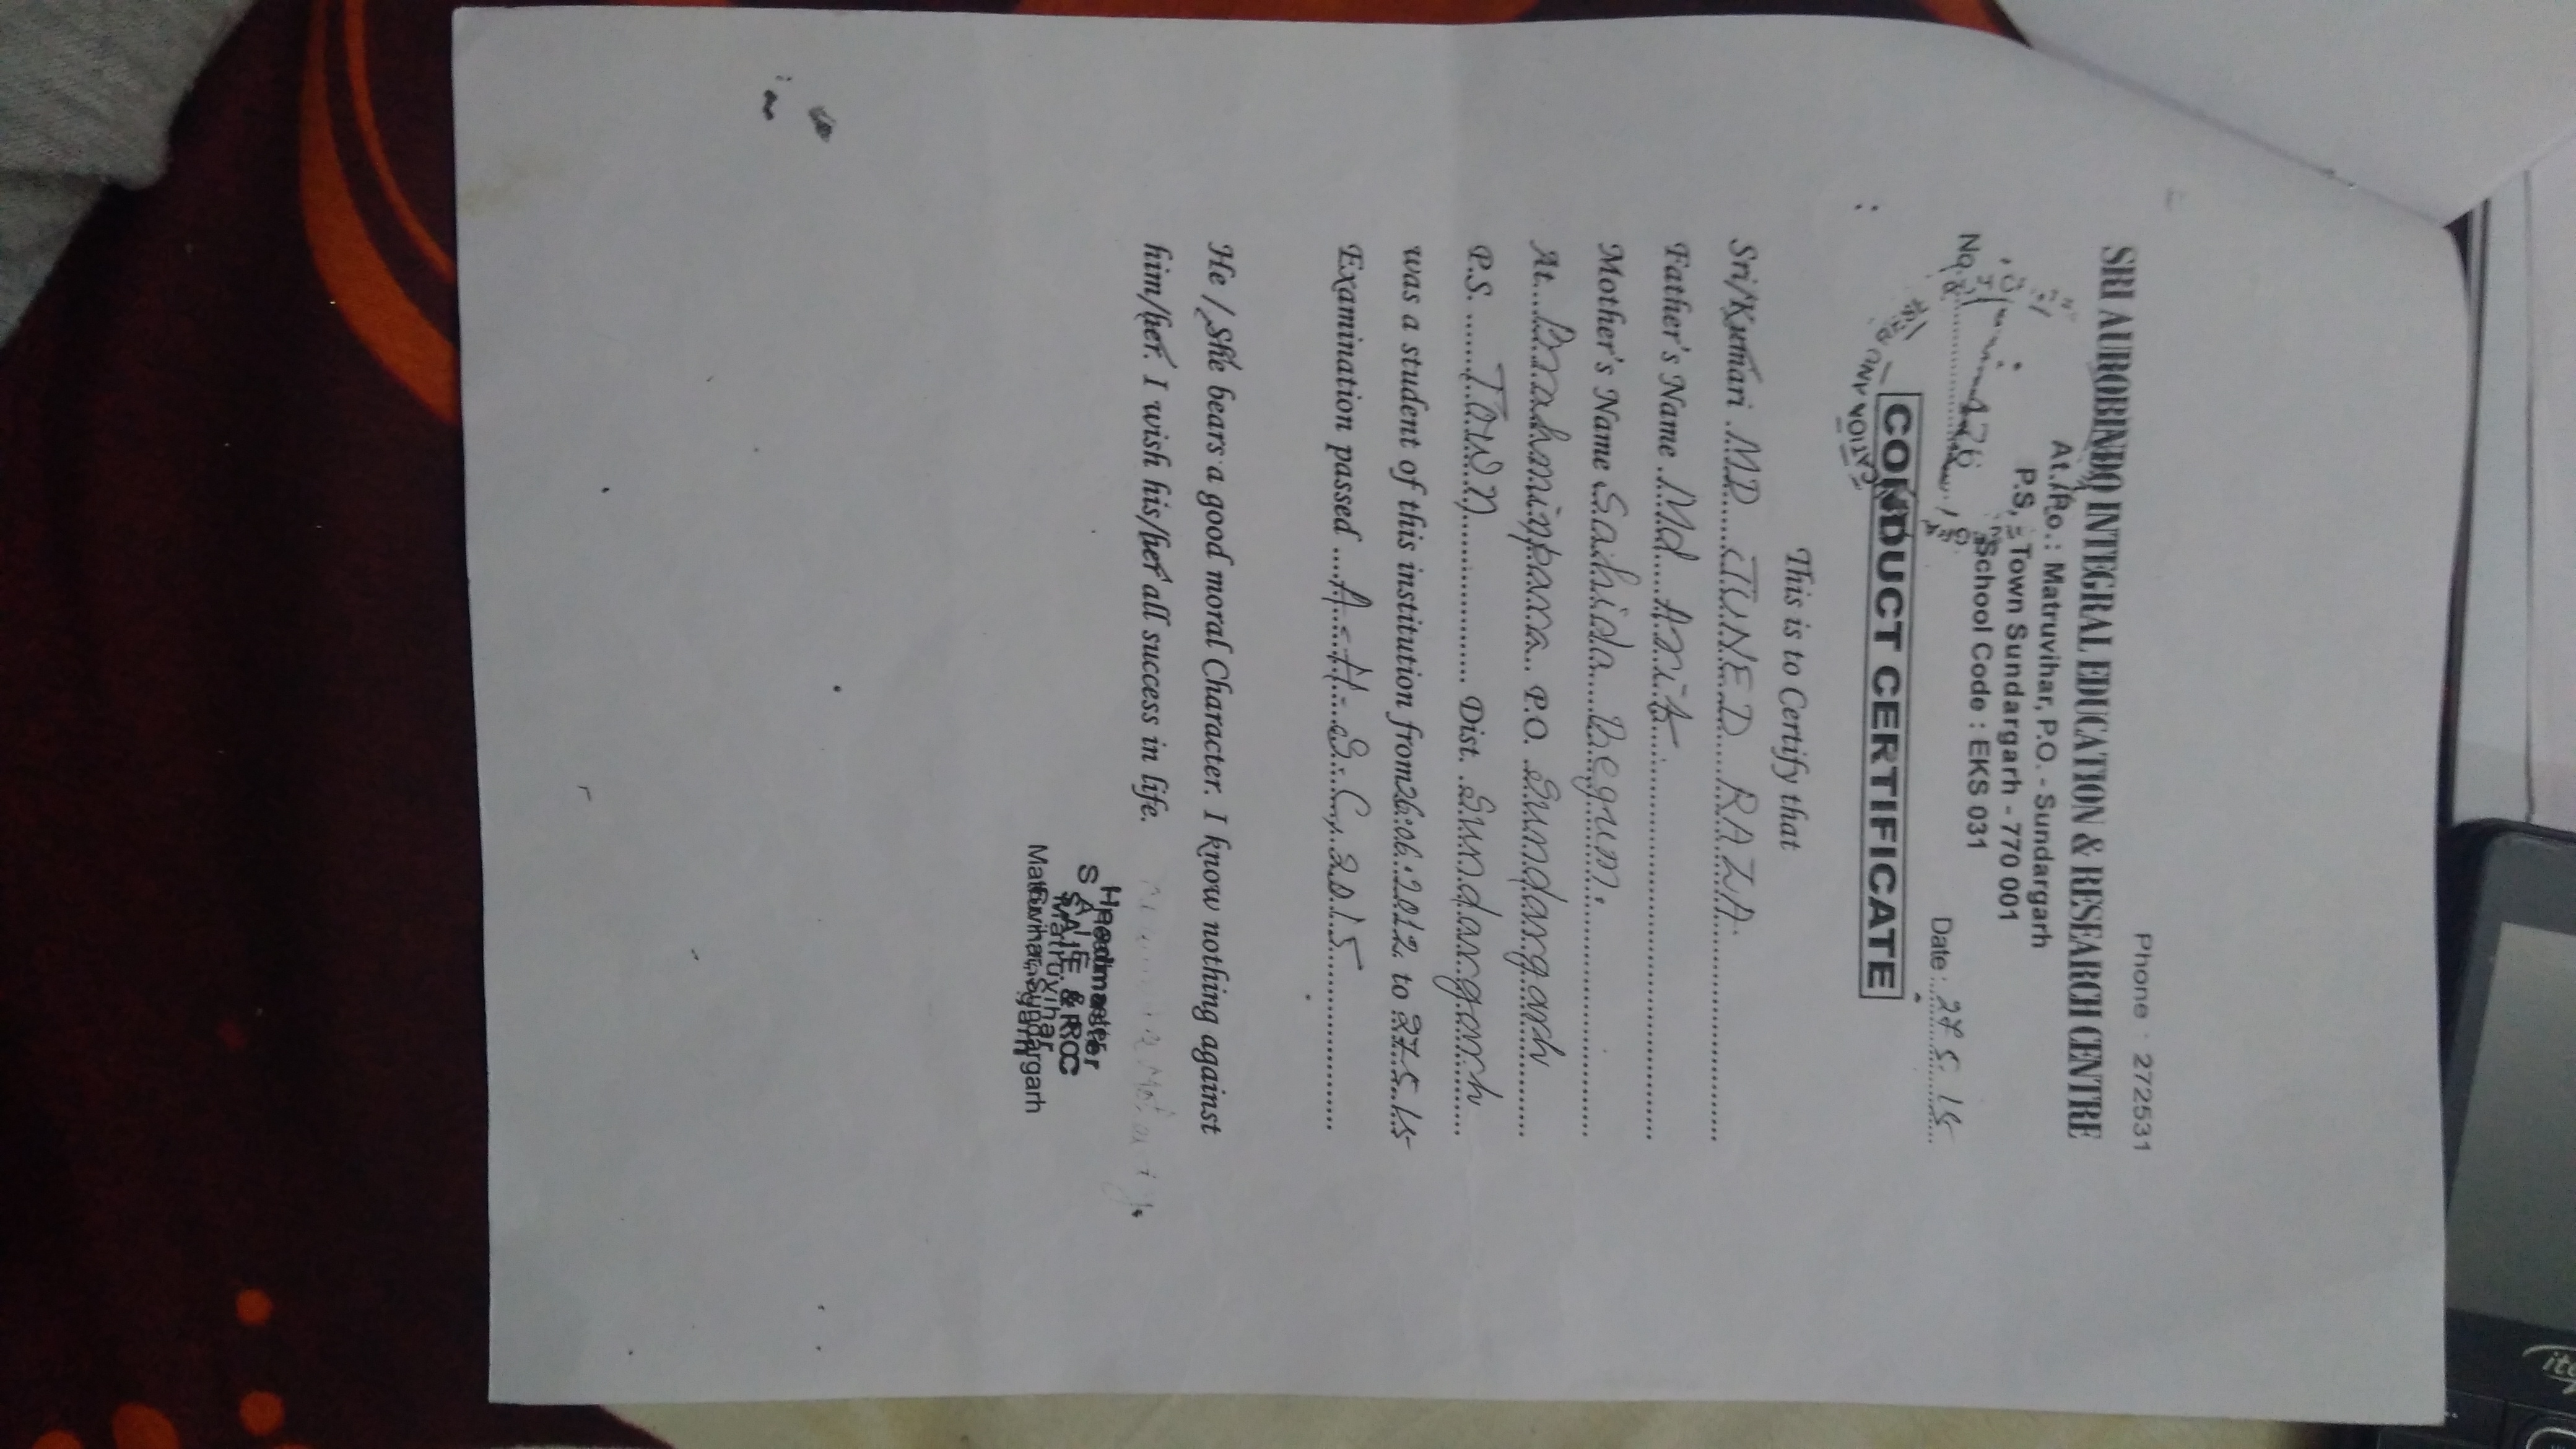 Phone : 272531
SRI AUROBINDO INTEGRAL EDUCATION & RESEARCH CENTRE
At./Po.: Matruvihar, P.O. - Sundargarh
P.S. - Town Sundargarh - 770 001
School Code : EKS 031
No. 126 Date : 27.5.15
CONDUCT CERTIFICATE
This is to Certify that
Sri/Kumari MD JUNED RAZA
Father's Name Md
Mother's Name Sahida Begum.
At. Brahminpara P.O. Sundargarh
P.S. Town Dist. Sundargarh
was a student of this institution from 26.06.2012 to 27.5.15
Examination passed A.H.S.C, 2015
He / She bears a good moral Character. I know nothing against
him/her. I wish his/her all success in life.
Headmaster
S A I E & RC
Matruvihar, Sundargarh
itel